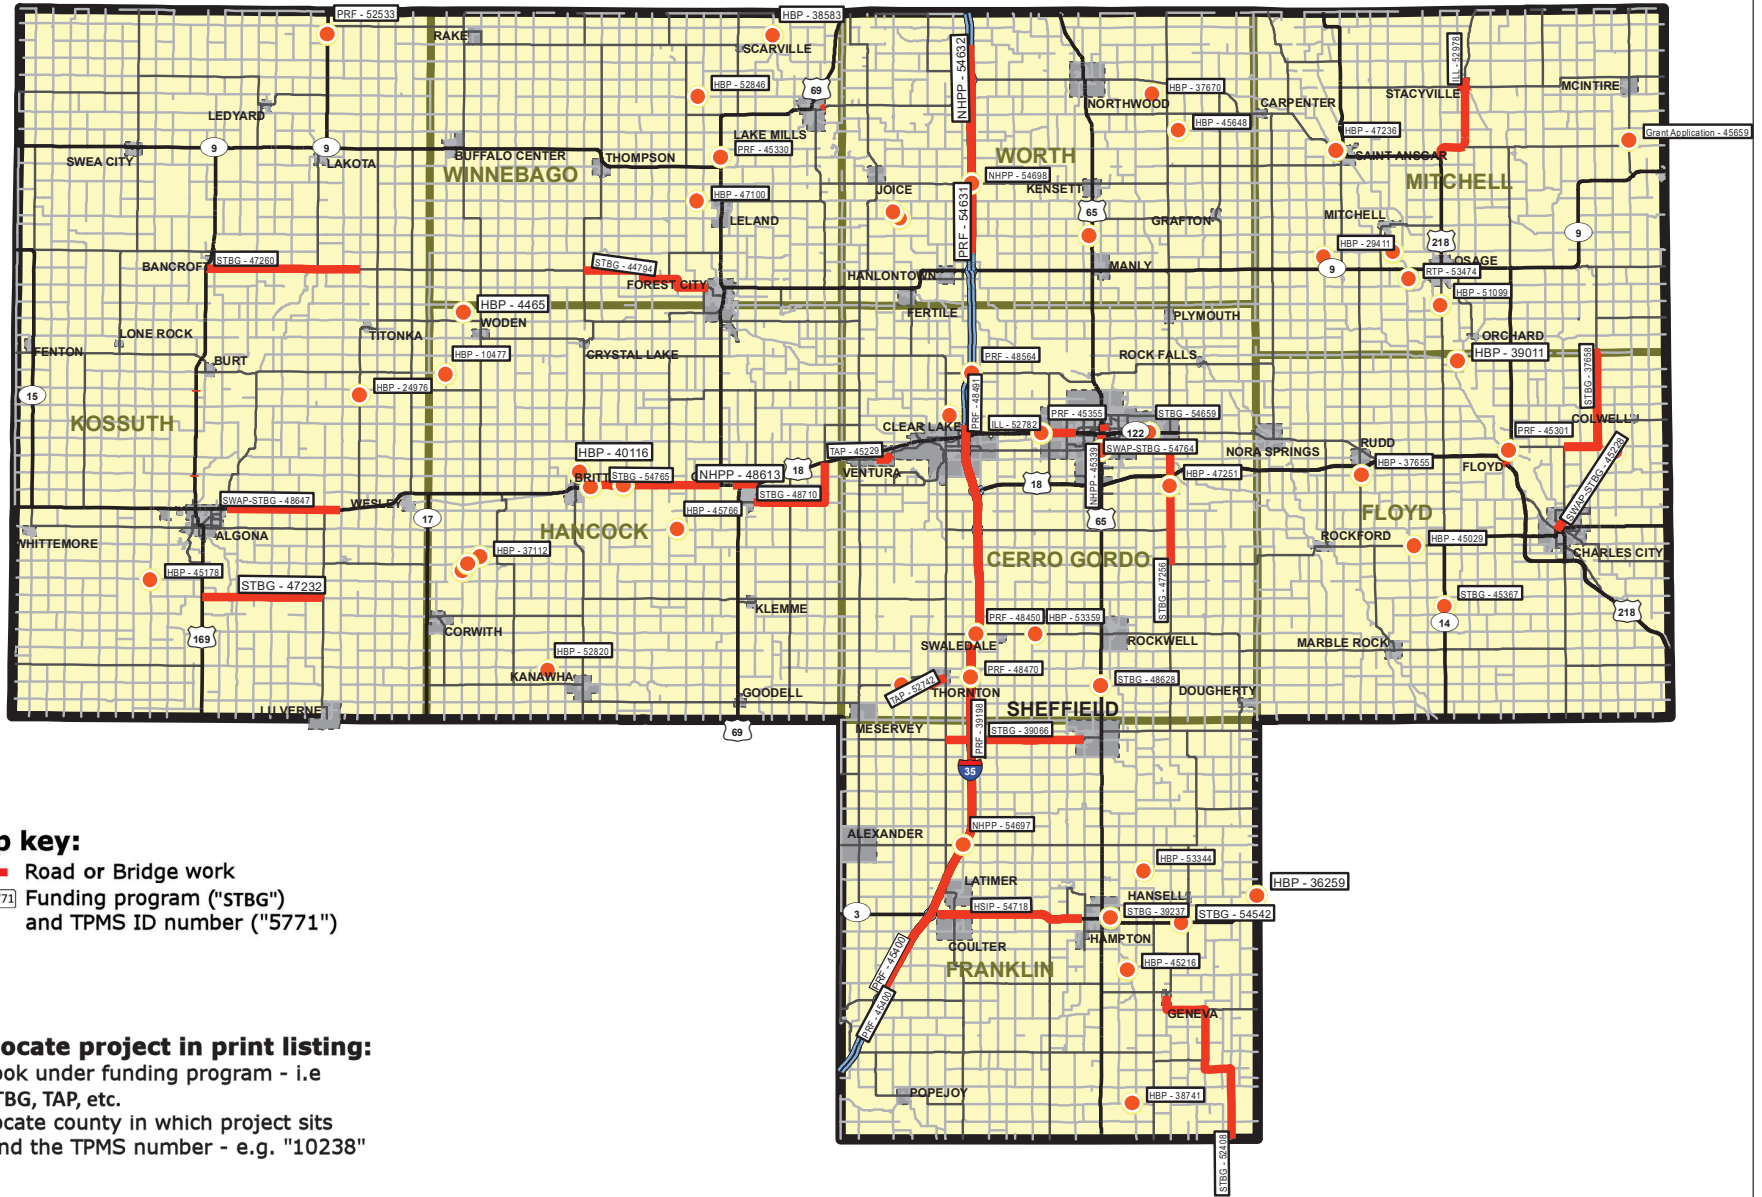 PRF - 52533
HBP - 38583
RAKE
SCARVILLE
HBP - 52846
69
NHPP - 54632
NORTHWOOD
HBP - 37670
HBP - 45648
CARPENTER
ILL - 52978
STACYVILLE
MCINTIRE
Grant Application - 45659
LEDYARD
SWEA CITY
9
9
LAKOTA
BUFFALO CENTER
WINNEBAGO
THOMPSON
LAKE MILLS
PRF - 45330
HBP - 47100
LELAND
JOICE
WORTH
NHPP - 54698
KENSETT
65
GRAFTON
HBP - 47236
SAINT ANSGAR
MITCHELL
MITCHELL
HBP - 29411
218
9
9
OSAGE
RTP - 53474
HBP - 51099
PRF - 54631
BANCROFT
STBG - 47260
STBG - 44794
FOREST CITY
HANLONTOWN
MANLY
FERTILE
PLYMOUTH
ORCHARD
HBP - 39011
HBP - 4465
WODEN
LONE ROCK
TITONKA
FENTON
BURT
HBP - 10477
CRYSTAL LAKE
HBP - 24976
PRF - 48564
ROCK FALLS
STBG - 37658
15
KOSSUTH
PRF - 48491
CLEAR LAKE
ILL - 52782
PRF - 45355
STBG - 54659
122
SWAP-STBG - 54764
COLWELL
PRF - 45301
NORA SPRINGS
RUDD
HBP - 37655
FLOYD
SWAP-STBG - 45228
HBP - 40116
BRITT
STBG - 54765
NHPP - 48613
18
TAP - 45229
VENTURA
STBG - 48710
HBP - 45766
18
NHPP - 45339
HBP - 47251
65
SWAP-STBG - 48647
WESLEY
17
HANCOCK
FLOYD
WHITTEMORE
ALGONA
HBP - 37112
CERRO GORDO
ROCKFORD
HBP - 45029
CHARLES CITY
HBP - 45178
STBG - 47232
STBG - 47256
STBG - 45367
KLEMME
PRF - 48450
HBP - 53359
14
218
169
CORWITH
SWALEDALE
ROCKWELL
MARBLE ROCK
HBP - 52820
KANAWHA
PRF - 48470
TAP - 52742
THORNTON
STBG - 48628
DOUGHERTY
GOODELL
LU VERNE
69
MESERVEY
PRF - 39198
SHEFFIELD
STBG - 39066
35
ALEXANDER
NHPP - 54697
HBP - 53344
LATIMER
HANSELL
HBP - 36259
3
HSIP - 54718
STBG - 39237
STBG - 54542
COULTER
HAMPTON
FRANKLIN
HBP - 45216
PRF - 45400
PRF - 45400
GENEVA
POPEJOY
HBP - 38741
STBG - 52408
p key:
Road or Bridge work
71
Funding program ("STBG")
and TPMS ID number ("5771")
ocate project in print listing:
ook under funding program - i.e
TBG, TAP, etc.
ocate county in which project sits
nd the TPMS number - e.g. "10238"